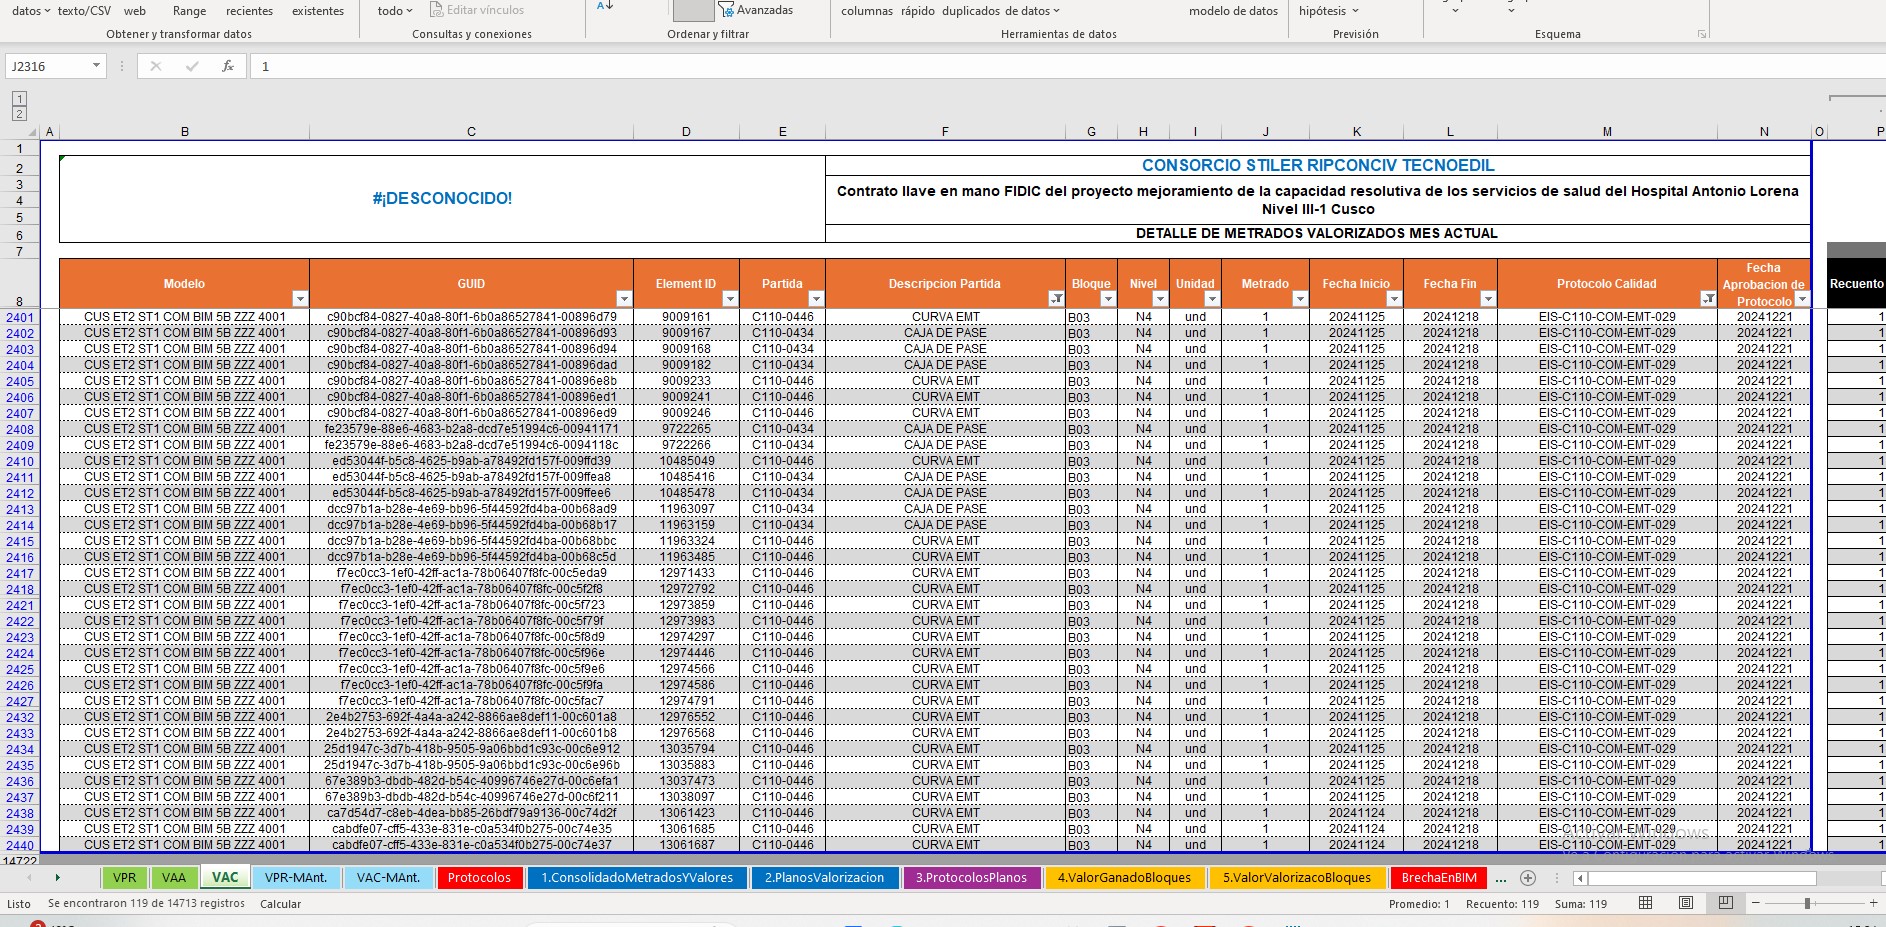 datos texto/CSV web Range recientes existentes todo Editar vínculos Avanzadas columnas rápido duplicados de datos modelo de datos hipótesis
Obtener y transformar datos Consultas y conexiones Ordenar y filtrar Herramientas de datos Previsión Esquema
J2316 fx 1
1
2
A B C D E F G H I J K L M N O P
1
2 CONSORCIO STILER RIPCONCIV TECNOEDIL
3
4 #¡DESCONOCIDO! Contrato llave en mano FIDIC del proyecto mejoramiento de la capacidad resolutiva de los servicios de salud del Hospital Antonio Lorena
5 Nivel III-1 Cusco
6 DETALLE DE METRADOS VALORIZADOS MES ACTUAL
7
8 Modelo GUID Element ID Partida Descripcion Partida Bloque Nivel Unidad Metrado Fecha Inicio Fecha Fin Protocolo Calidad Fecha Aprobacion de Protocolo Recuento
2401 CUS ET2 ST1 COM BIM 5B ZZZ 4001 c90bcf84-0827-40a8-80f1-6b0a86527841-00896d79 9009161 C110-0446 CURVA EMT B03 N4 und 1 20241125 20241218 EIS-C110-COM-EMT-029 20241221 1
2402 CUS ET2 ST1 COM BIM 5B ZZZ 4001 c90bcf84-0827-40a8-80f1-6b0a86527841-00896d93 9009167 C110-0434 CAJA DE PASE B03 N4 und 1 20241125 20241218 EIS-C110-COM-EMT-029 20241221 1
2403 CUS ET2 ST1 COM BIM 5B ZZZ 4001 c90bcf84-0827-40a8-80f1-6b0a86527841-00896d94 9009168 C110-0434 CAJA DE PASE B03 N4 und 1 20241125 20241218 EIS-C110-COM-EMT-029 20241221 1
2404 CUS ET2 ST1 COM BIM 5B ZZZ 4001 c90bcf84-0827-40a8-80f1-6b0a86527841-00896dad 9009182 C110-0434 CAJA DE PASE B03 N4 und 1 20241125 20241218 EIS-C110-COM-EMT-029 20241221 1
2405 CUS ET2 ST1 COM BIM 5B ZZZ 4001 c90bcf84-0827-40a8-80f1-6b0a86527841-00896e8b 9009233 C110-0446 CURVA EMT B03 N4 und 1 20241125 20241218 EIS-C110-COM-EMT-029 20241221 1
2406 CUS ET2 ST1 COM BIM 5B ZZZ 4001 c90bcf84-0827-40a8-80f1-6b0a86527841-00896ed1 9009241 C110-0446 CURVA EMT B03 N4 und 1 20241125 20241218 EIS-C110-COM-EMT-029 20241221 1
2407 CUS ET2 ST1 COM BIM 5B ZZZ 4001 c90bcf84-0827-40a8-80f1-6b0a86527841-00896ed9 9009246 C110-0446 CURVA EMT B03 N4 und 1 20241125 20241218 EIS-C110-COM-EMT-029 20241221 1
2408 CUS ET2 ST1 COM BIM 5B ZZZ 4001 fe23579e-88e6-4683-b2a8-dcd7e51994c6-00941171 9722265 C110-0434 CAJA DE PASE B03 N4 und 1 20241125 20241218 EIS-C110-COM-EMT-029 20241221 1
2409 CUS ET2 ST1 COM BIM 5B ZZZ 4001 fe23579e-88e6-4683-b2a8-dcd7e51994c6-0094118c 9722266 C110-0434 CAJA DE PASE B03 N4 und 1 20241125 20241218 EIS-C110-COM-EMT-029 20241221 1
2410 CUS ET2 ST1 COM BIM 5B ZZZ 4001 ed53044f-b5c8-4625-b9ab-a78492fd157f-009ffd39 10485049 C110-0446 CURVA EMT B03 N4 und 1 20241125 20241218 EIS-C110-COM-EMT-029 20241221 1
2411 CUS ET2 ST1 COM BIM 5B ZZZ 4001 ed53044f-b5c8-4625-b9ab-a78492fd157f-009ffea8 10485416 C110-0434 CAJA DE PASE B03 N4 und 1 20241125 20241218 EIS-C110-COM-EMT-029 20241221 1
2412 CUS ET2 ST1 COM BIM 5B ZZZ 4001 ed53044f-b5c8-4625-b9ab-a78492fd157f-009ffee6 10485478 C110-0434 CAJA DE PASE B03 N4 und 1 20241125 20241218 EIS-C110-COM-EMT-029 20241221 1
2413 CUS ET2 ST1 COM BIM 5B ZZZ 4001 dcc97b1a-b28e-4e69-bb96-5f44592fd4ba-00b68ad9 11963097 C110-0434 CAJA DE PASE B03 N4 und 1 20241125 20241218 EIS-C110-COM-EMT-029 20241221 1
2414 CUS ET2 ST1 COM BIM 5B ZZZ 4001 dcc97b1a-b28e-4e69-bb96-5f44592fd4ba-00b68b17 11963159 C110-0434 CAJA DE PASE B03 N4 und 1 20241125 20241218 EIS-C110-COM-EMT-029 20241221 1
2415 CUS ET2 ST1 COM BIM 5B ZZZ 4001 dcc97b1a-b28e-4e69-bb96-5f44592fd4ba-00b68bbc 11963324 C110-0446 CURVA EMT B03 N4 und 1 20241125 20241218 EIS-C110-COM-EMT-029 20241221 1
2416 CUS ET2 ST1 COM BIM 5B ZZZ 4001 dcc97b1a-b28e-4e69-bb96-5f44592fd4ba-00b68c5d 11963485 C110-0446 CURVA EMT B03 N4 und 1 20241125 20241218 EIS-C110-COM-EMT-029 20241221 1
2417 CUS ET2 ST1 COM BIM 5B ZZZ 4001 f7ec0cc3-1ef0-42ff-ac1a-78b06407f8fc-00c5eda9 12971433 C110-0446 CURVA EMT B03 N4 und 1 20241125 20241218 EIS-C110-COM-EMT-029 20241221 1
2418 CUS ET2 ST1 COM BIM 5B ZZZ 4001 f7ec0cc3-1ef0-42ff-ac1a-78b06407f8fc-00c5f2f8 12972792 C110-0446 CURVA EMT B03 N4 und 1 20241125 20241218 EIS-C110-COM-EMT-029 20241221 1
2421 CUS ET2 ST1 COM BIM 5B ZZZ 4001 f7ec0cc3-1ef0-42ff-ac1a-78b06407f8fc-00c5f723 12973859 C110-0446 CURVA EMT B03 N4 und 1 20241125 20241218 EIS-C110-COM-EMT-029 20241221 1
2422 CUS ET2 ST1 COM BIM 5B ZZZ 4001 f7ec0cc3-1ef0-42ff-ac1a-78b06407f8fc-00c5f79f 12973983 C110-0446 CURVA EMT B03 N4 und 1 20241125 20241218 EIS-C110-COM-EMT-029 20241221 1
2423 CUS ET2 ST1 COM BIM 5B ZZZ 4001 f7ec0cc3-1ef0-42ff-ac1a-78b06407f8fc-00c5f8d9 12974297 C110-0446 CURVA EMT B03 N4 und 1 20241125 20241218 EIS-C110-COM-EMT-029 20241221 1
2424 CUS ET2 ST1 COM BIM 5B ZZZ 4001 f7ec0cc3-1ef0-42ff-ac1a-78b06407f8fc-00c5f96e 12974446 C110-0446 CURVA EMT B03 N4 und 1 20241125 20241218 EIS-C110-COM-EMT-029 20241221 1
2425 CUS ET2 ST1 COM BIM 5B ZZZ 4001 f7ec0cc3-1ef0-42ff-ac1a-78b06407f8fc-00c5f9e6 12974566 C110-0446 CURVA EMT B03 N4 und 1 20241125 20241218 EIS-C110-COM-EMT-029 20241221 1
2426 CUS ET2 ST1 COM BIM 5B ZZZ 4001 f7ec0cc3-1ef0-42ff-ac1a-78b06407f8fc-00c5f9fa 12974586 C110-0446 CURVA EMT B03 N4 und 1 20241125 20241218 EIS-C110-COM-EMT-029 20241221 1
2427 CUS ET2 ST1 COM BIM 5B ZZZ 4001 f7ec0cc3-1ef0-42ff-ac1a-78b06407f8fc-00c5fac7 12974791 C110-0446 CURVA EMT B03 N4 und 1 20241125 20241218 EIS-C110-COM-EMT-029 20241221 1
2432 CUS ET2 ST1 COM BIM 5B ZZZ 4001 2e4b2753-692f-4a4a-a242-8866ae8def11-00c601a8 12976552 C110-0446 CURVA EMT B03 N4 und 1 20241125 20241218 EIS-C110-COM-EMT-029 20241221 1
2433 CUS ET2 ST1 COM BIM 5B ZZZ 4001 2e4b2753-692f-4a4a-a242-8866ae8def11-00c601b8 12976568 C110-0446 CURVA EMT B03 N4 und 1 20241125 20241218 EIS-C110-COM-EMT-029 20241221 1
2434 CUS ET2 ST1 COM BIM 5B ZZZ 4001 25d1947c-3d7b-418b-9505-9a06bbd1c93c-00c6e912 13035794 C110-0446 CURVA EMT B03 N4 und 1 20241125 20241218 EIS-C110-COM-EMT-029 20241221 1
2435 CUS ET2 ST1 COM BIM 5B ZZZ 4001 25d1947c-3d7b-418b-9505-9a06bbd1c93c-00c6e96b 13035883 C110-0446 CURVA EMT B03 N4 und 1 20241125 20241218 EIS-C110-COM-EMT-029 20241221 1
2436 CUS ET2 ST1 COM BIM 5B ZZZ 4001 67e389b3-dbdb-482d-b54c-40996746e27d-00c6efa1 13037473 C110-0446 CURVA EMT B03 N4 und 1 20241125 20241218 EIS-C110-COM-EMT-029 20241221 1
2437 CUS ET2 ST1 COM BIM 5B ZZZ 4001 67e389b3-dbdb-482d-b54c-40996746e27d-00c6f211 13038097 C110-0446 CURVA EMT B03 N4 und 1 20241125 20241218 EIS-C110-COM-EMT-029 20241221 1
2438 CUS ET2 ST1 COM BIM 5B ZZZ 4001 ca7d54d7-c8eb-4dea-bb85-26bdf79a9136-00c74d2f 13061423 C110-0446 CURVA EMT B03 N4 und 1 20241124 20241218 EIS-C110-COM-EMT-029 20241221 1
2439 CUS ET2 ST1 COM BIM 5B ZZZ 4001 cabdfe07-cff5-433e-831e-c0a534f0b275-00c74e35 13061685 C110-0446 CURVA EMT B03 N4 und 1 20241124 20241218 EIS-C110-COM-EMT-029 20241221 1
2440 CUS ET2 ST1 COM BIM 5B ZZZ 4001 cabdfe07-cff5-433e-831e-c0a534f0b275-00c74e37 13061687 C110-0446 CURVA EMT B03 N4 und 1 20241124 20241218 EIS-C110-COM-EMT-029 20241221 1
14722
VPR VAA VAC VPR-MAnt. VAC-MAnt. Protocolos 1.ConsolidadoMetradosYValores 2.PlanosValorizacion 3.ProtocolosPlanos 4.ValorGanadoBloques 5.ValorValorizacoBloques BrechaEnBIM ...
Listo Se encontraron 119 de 14713 registros Calcular Promedio: 1 Recuento: 119 Suma: 119